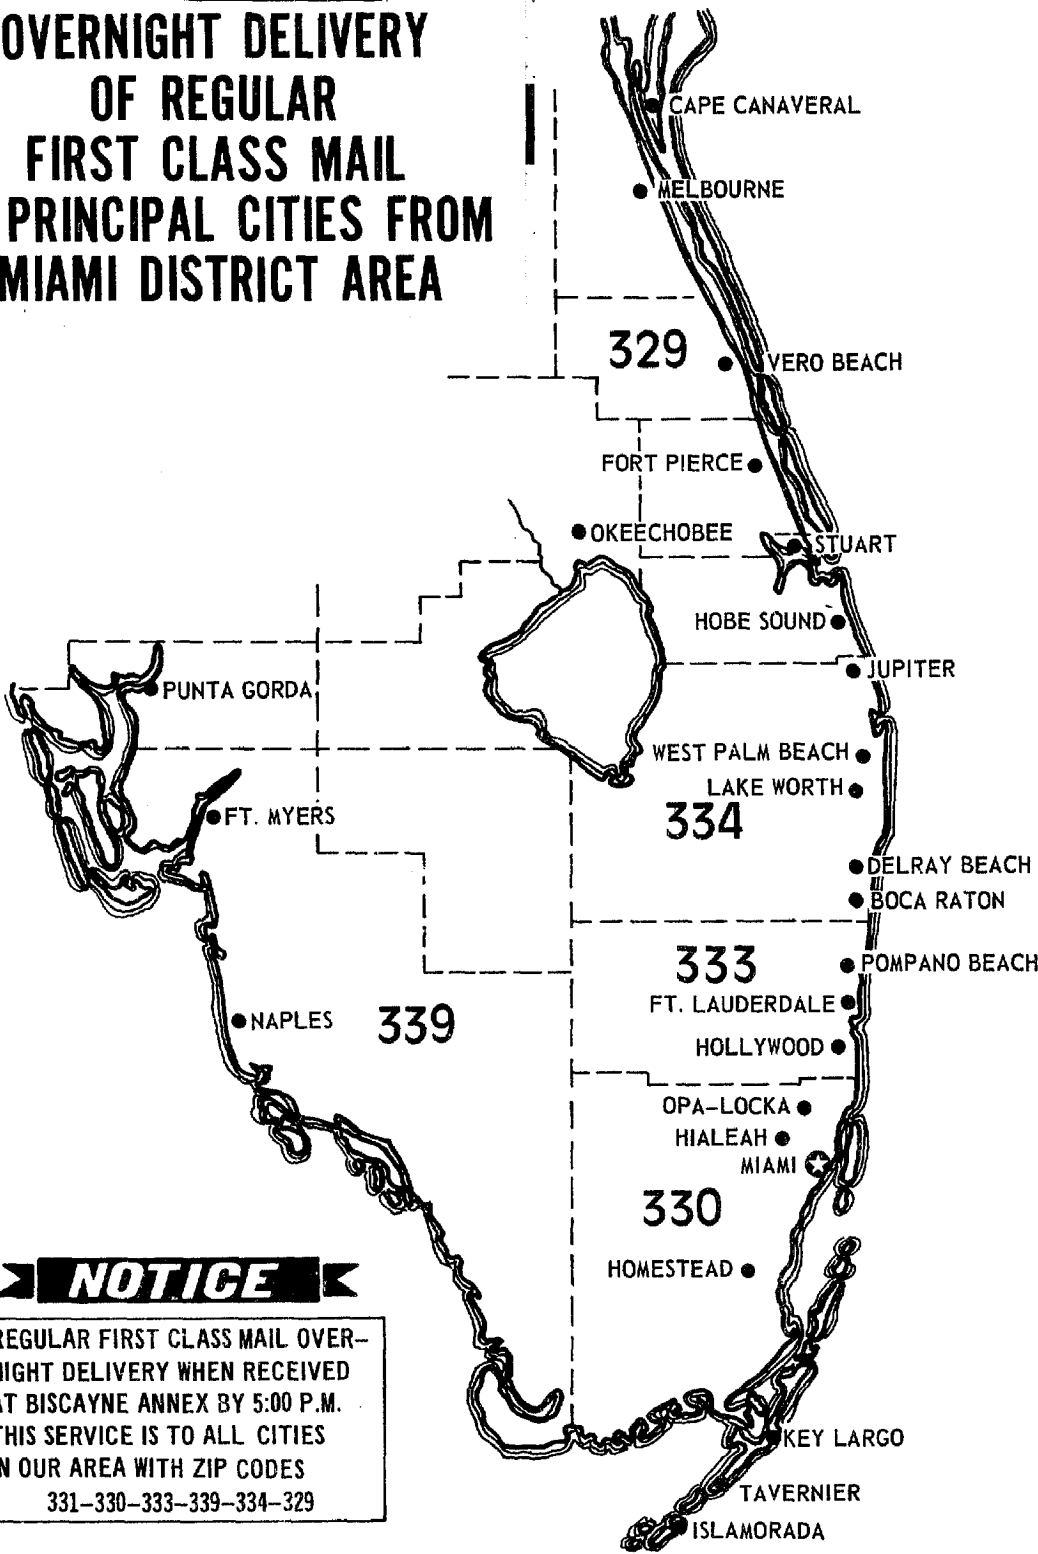 OVERNIGHT DELIVERY
OF REGULAR
FIRST CLASS MAIL
PRINCIPAL CITIES FROM
MIAMI DISTRICT AREA
CAPE CANAVERAL
MELBOURNE
329
VERO BEACH
FORT PIERCE
OKEECHOBEE
STUART
HOBE SOUND
JUPITER
PUNTA GORDA
WEST PALM BEACH
LAKE WORTH
334
FT. MYERS
DELRAY BEACH
BOCA RATON
333
POMPANO BEACH
FT. LAUDERDALE
NAPLES
339
HOLLYWOOD
OPA-LOCKA
HIALEAH
MIAMI
330
HOMESTEAD
NOTICE
REGULAR FIRST CLASS MAIL OVER-
NIGHT DELIVERY WHEN RECEIVED
AT BISCAYNE ANNEX BY 5:00 P.M.
THIS SERVICE IS TO ALL CITIES
IN OUR AREA WITH ZIP CODES
331-330-333-339-334-329
KEY LARGO
TAVERNIER
ISLAMORADA